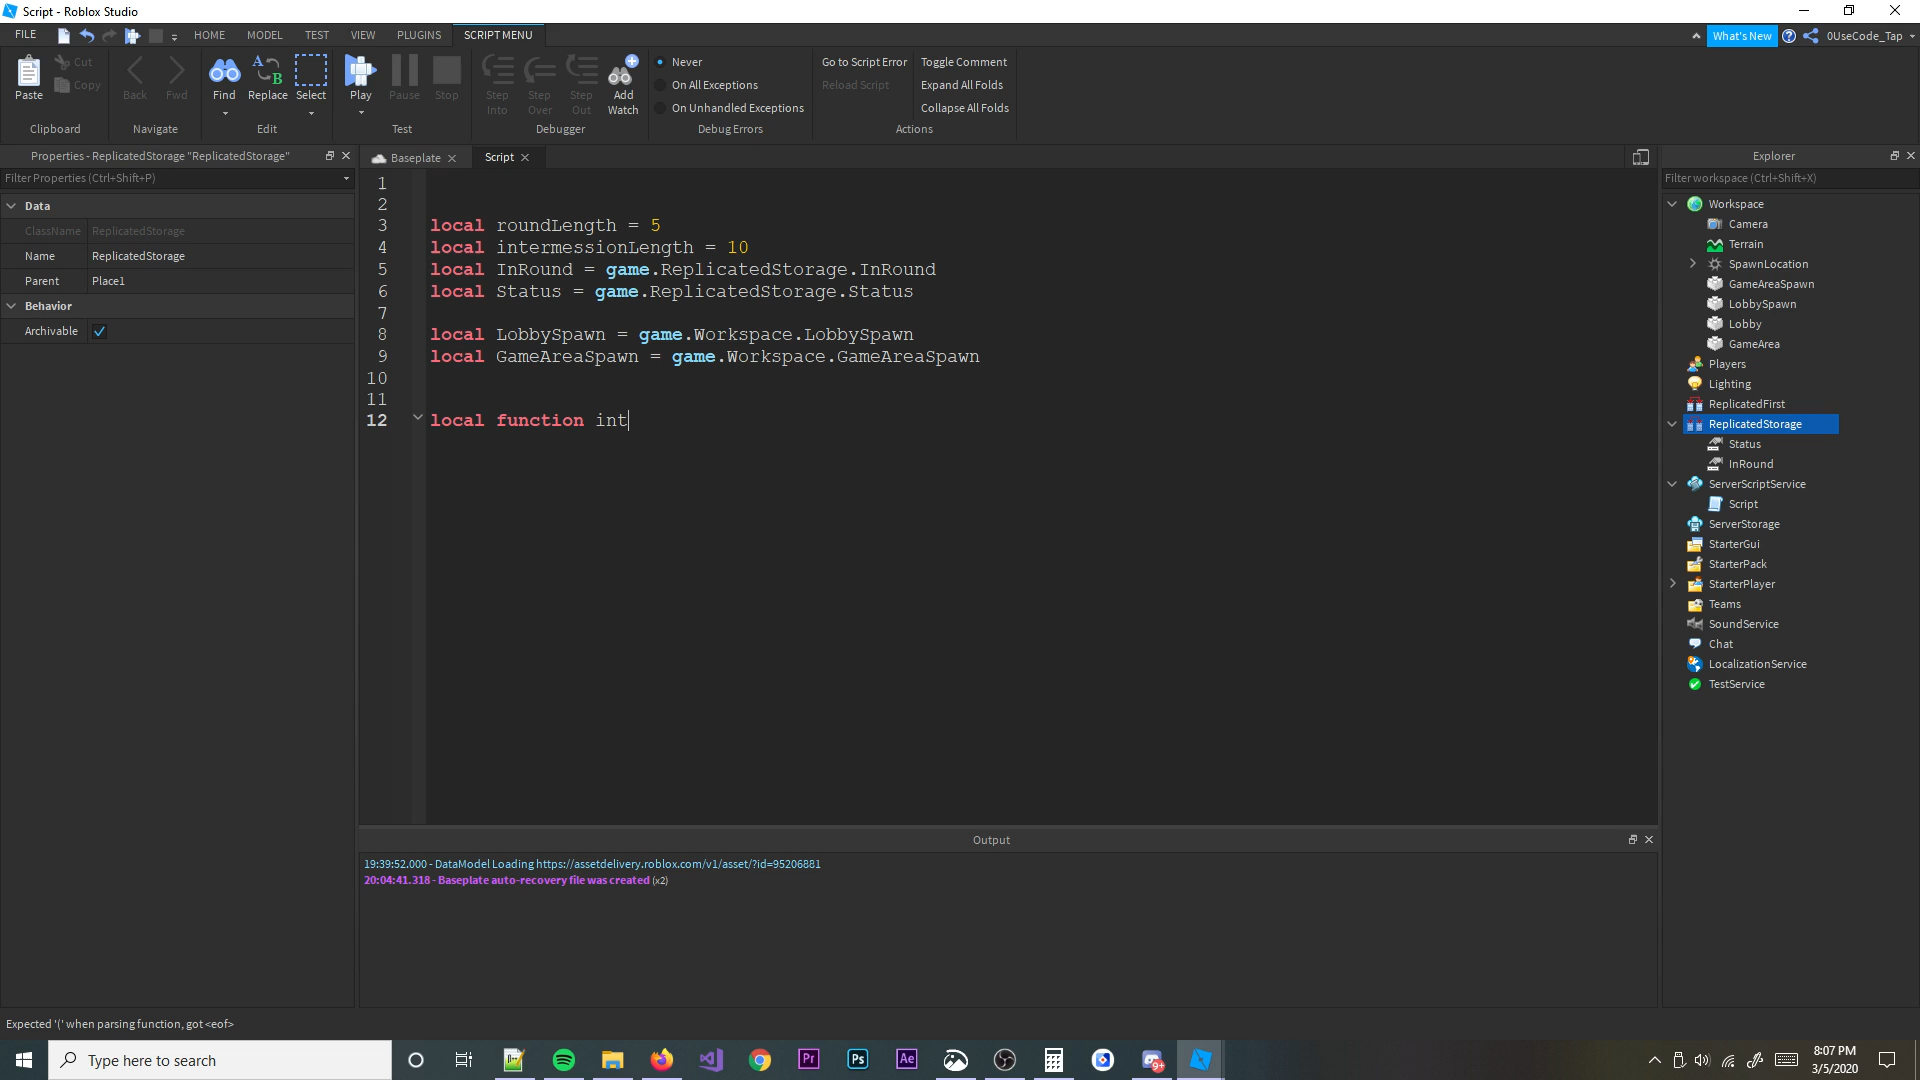 Script - Roblox Studio
FILE HOME MODEL TEST VIEW PLUGINS SCRIPT MENU What's New 0UseCode_Tap
Paste Cut Copy Clipboard
Back Fwd Navigate
Find Replace Select Edit
Play Pause Stop Test
Step Into Step Over Step Out Add Watch Debugger
Never
On All Exceptions
On Unhandled Exceptions
Debug Errors
Go to Script Error
Reload Script
Toggle Comment
Expand All Folds
Collapse All Folds
Actions
Properties - ReplicatedStorage "ReplicatedStorage"
Filter Properties (Ctrl+Shift+P)
Data
ClassName ReplicatedStorage
Name ReplicatedStorage
Parent Place1
Behavior
Archivable
Baseplate Script
1
2
3 local roundLength = 5
4 local intermessionLength = 10
5 local InRound = game.ReplicatedStorage.InRound
6 local Status = game.ReplicatedStorage.Status
7
8 local LobbySpawn = game.Workspace.LobbySpawn
9 local GameAreaSpawn = game.Workspace.GameAreaSpawn
10
11
12 local function int
Output
19:39:52.000 - DataModel Loading https://assetdelivery.roblox.com/v1/asset/?id=95206881
20:04:41.318 - Baseplate auto-recovery file was created (x2)
Explorer
Filter workspace (Ctrl+Shift+X)
Workspace
Camera
Terrain
SpawnLocation
GameAreaSpawn
LobbySpawn
Lobby
GameArea
Players
Lighting
ReplicatedFirst
ReplicatedStorage
Status
InRound
ServerScriptService
Script
ServerStorage
StarterGui
StarterPack
StarterPlayer
Teams
SoundService
Chat
LocalizationService
TestService
Expected '(' when parsing function, got <eof>
Type here to search
Pr Ps Ae
9+
8:07 PM
3/5/2020